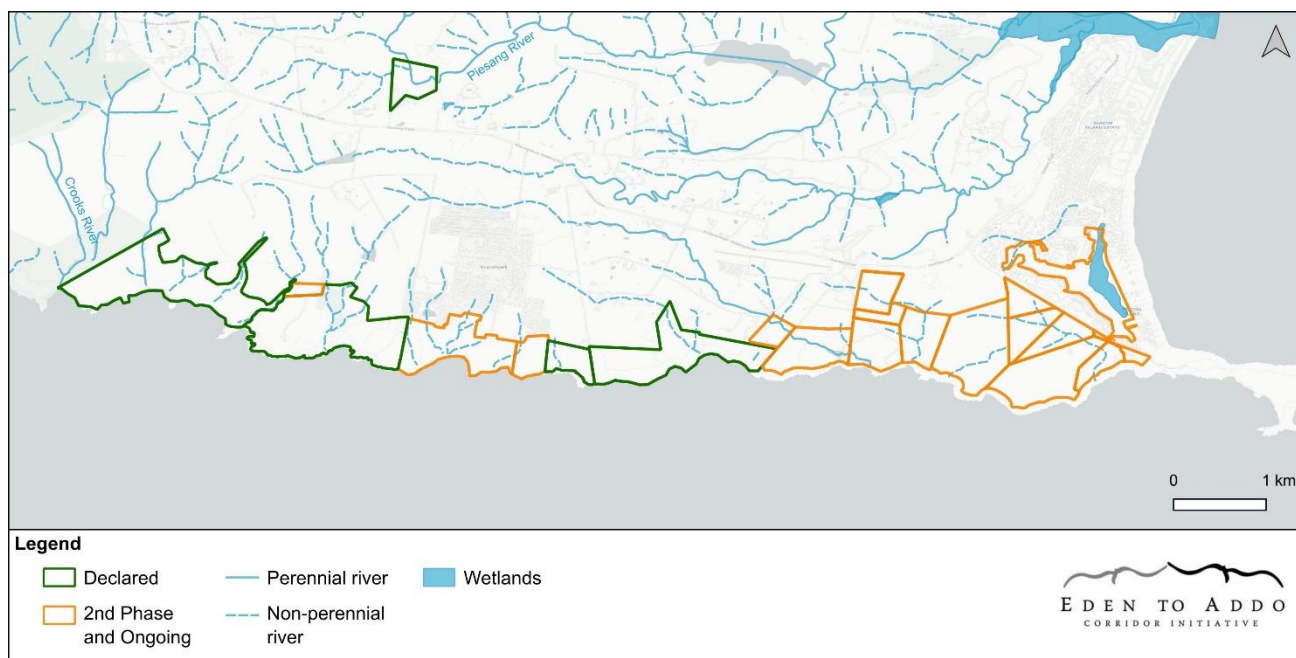 Piesang River
Crooks River
0 1 km
Legend
Declared
Perennial river
Wetlands
2nd Phase
and Ongoing
Non-perennial
river
EDEN TO ADDO
CORRIDOR INITIATIVE